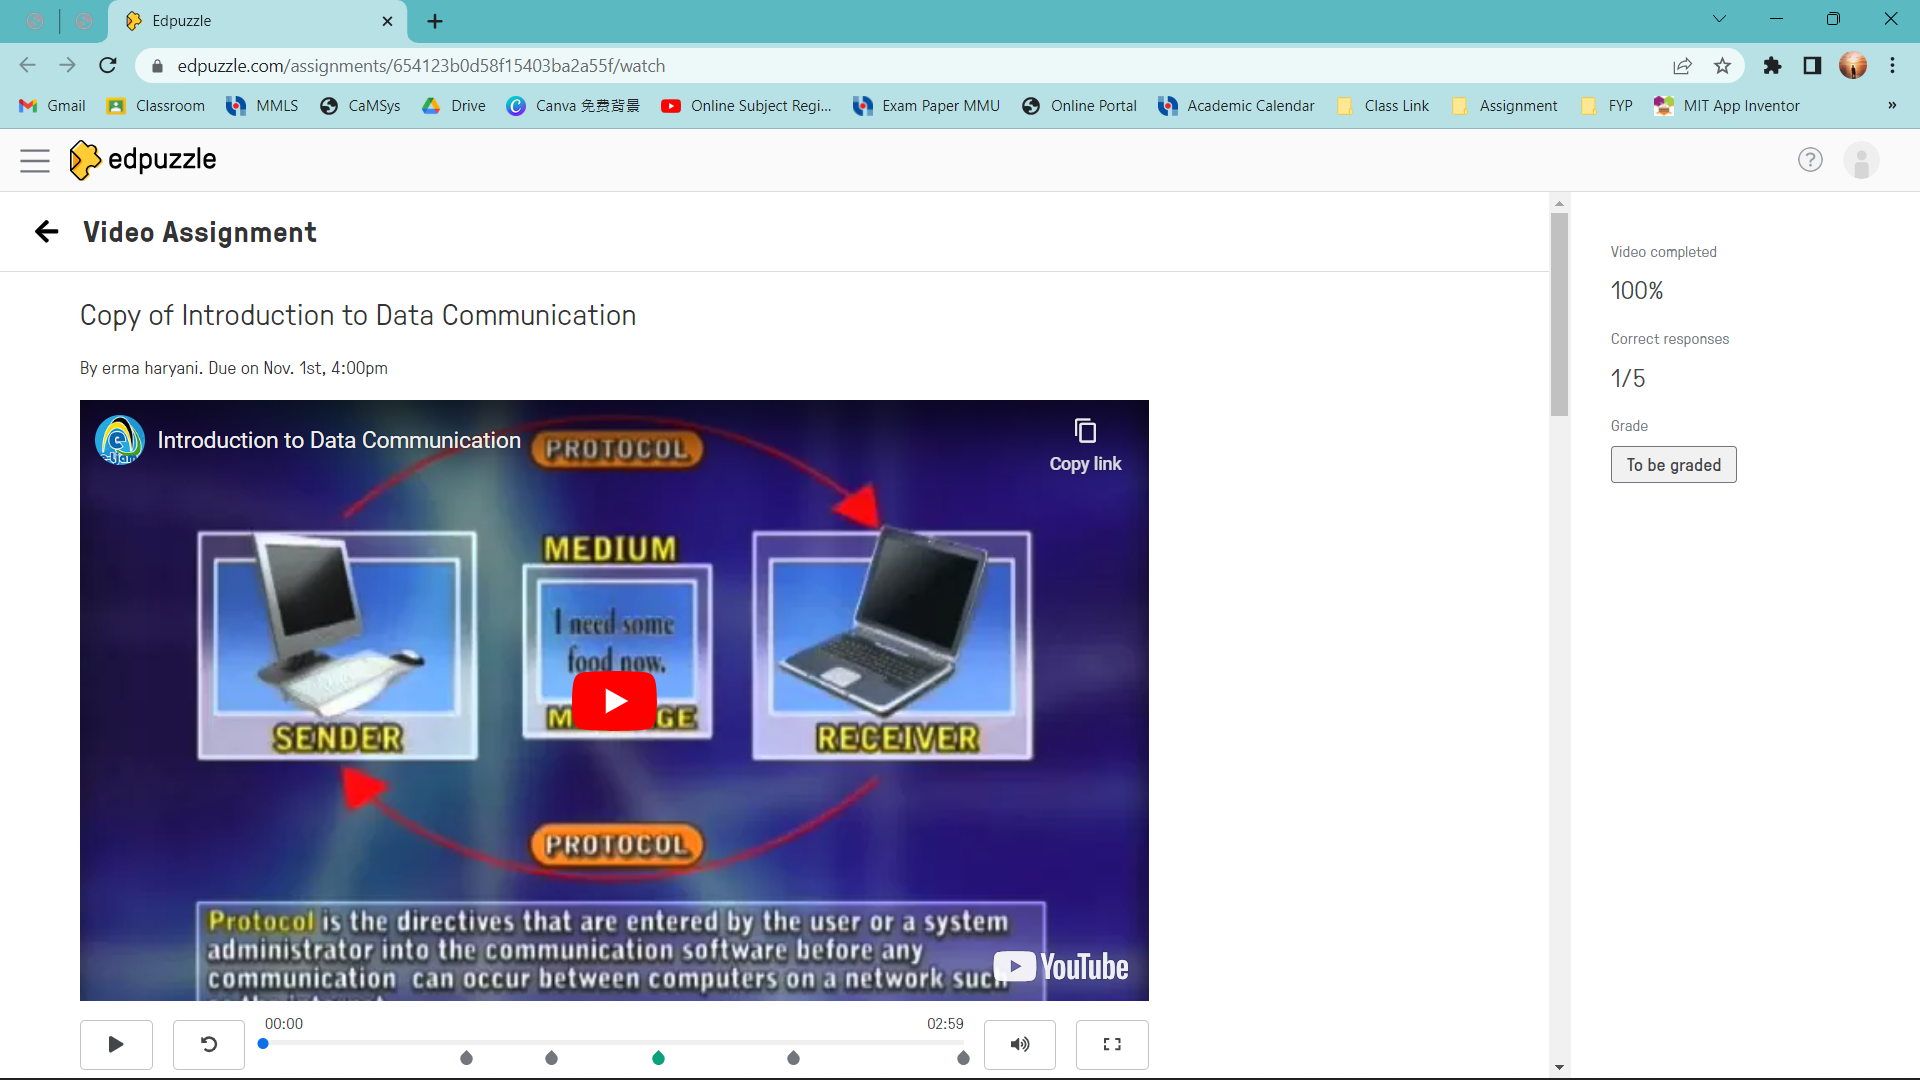 Edpuzzle
edpuzzle.com/assignments/654123b0d58f15403ba2a55f/watch
Gmail
Classroom
MMLS
CaMSys
Drive
Canva 免费背景
Online Subject Regi...
Exam Paper MMU
Online Portal
Academic Calendar
Class Link
Assignment
FYP
MIT App Inventor
»
edpuzzle
?
Video Assignment
Copy of Introduction to Data Communication
By erma haryani. Due on Nov. 1st, 4:00pm
Introduction to Data Communication
Copy link
PROTOCOL
MEDIUM
I need some
food now.
SENDER
RECEIVER
PROTOCOL
Protocol is the directives that are entered by the user or a system
administrator into the communication software before any
communication can occur between computers on a network such
YouTube
00:00
02:59
Video completed
100%
Correct responses
1/5
Grade
To be graded